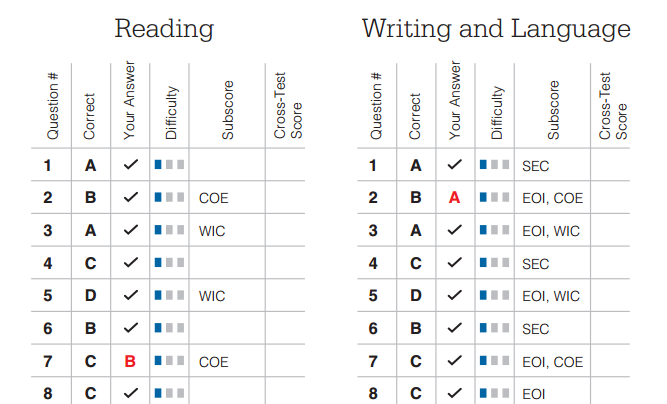 Reading
Question # Correct Your Answer Difficulty Subscore Cross-Test Score
1 A ✓
2 B ✓ COE
3 A ✓ WIC
4 C ✓
5 D ✓ WIC
6 B ✓
7 C B COE
8 C ✓
Writing and Language
Question # Correct Your Answer Difficulty Subscore Cross-Test Score
1 A ✓ SEC
2 B A EOI, COE
3 A ✓ EOI, WIC
4 C ✓ SEC
5 D ✓ EOI, WIC
6 B ✓ SEC
7 C ✓ EOI, COE
8 C ✓ EOI